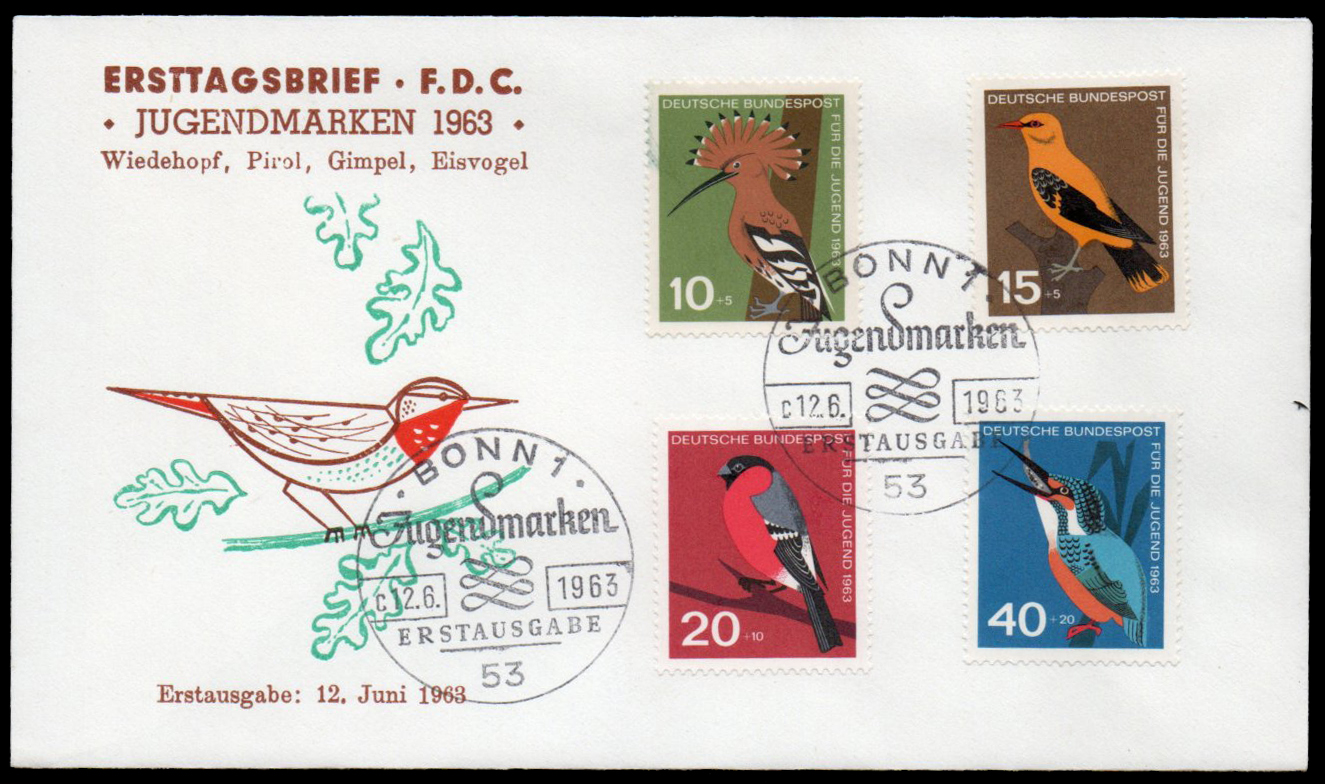 ERSTTAGSBRIEF · F.D.C.
• JUGENDMARKEN 1963 •
Wiedehopf, Pirol, Gimpel, Eisvogel
DEUTSCHE BUNDESPOST
FÜR DIE JUGEND 1963
10 +5
DEUTSCHE BUNDESPOST
FÜR DIE JUGEND 1963
15 +5
· BONN 1 ·
Jugendmarken
c 12.6. 1963
ERSTAUSGABE
53
DEUTSCHE BUNDESPOST
FÜR DIE JUGEND 1963
20 +10
DEUTSCHE BUNDESPOST
FÜR DIE JUGEND 1963
40 +20
· BONN 1 ·
Jugendmarken
c 12.6. 1963
ERSTAUSGABE
53
Erstausgabe: 12. Juni 1963